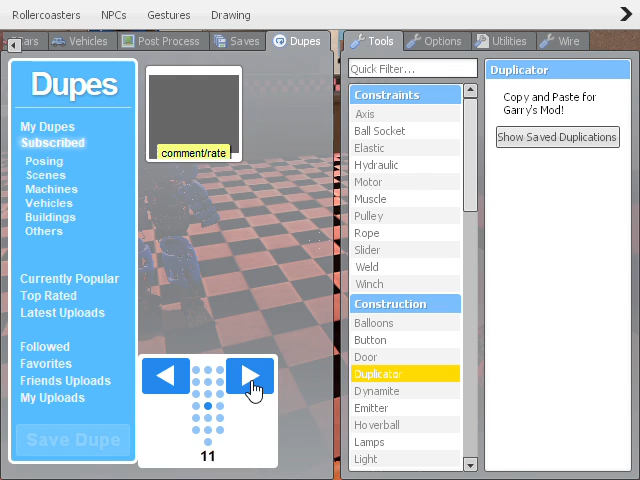 Rollercoasters NPCs Gestures Drawing
Vehicles Post Process Saves Dupes
Tools Options Utilities Wire
Dupes
My Dupes
Subscribed
Posing
Scenes
Machines
Vehicles
Buildings
Others
Currently Popular
Top Rated
Latest Uploads
Followed
Favorites
Friends Uploads
My Uploads
Save Dupe
comment/rate
11
Quick Filter...
Constraints
Axis
Ball Socket
Elastic
Hydraulic
Motor
Muscle
Pulley
Rope
Slider
Weld
Winch
Construction
Balloons
Button
Door
Duplicator
Dynamite
Emitter
Hoverball
Lamps
Light
Duplicator
Copy and Paste for
Garry's Mod!
Show Saved Duplications